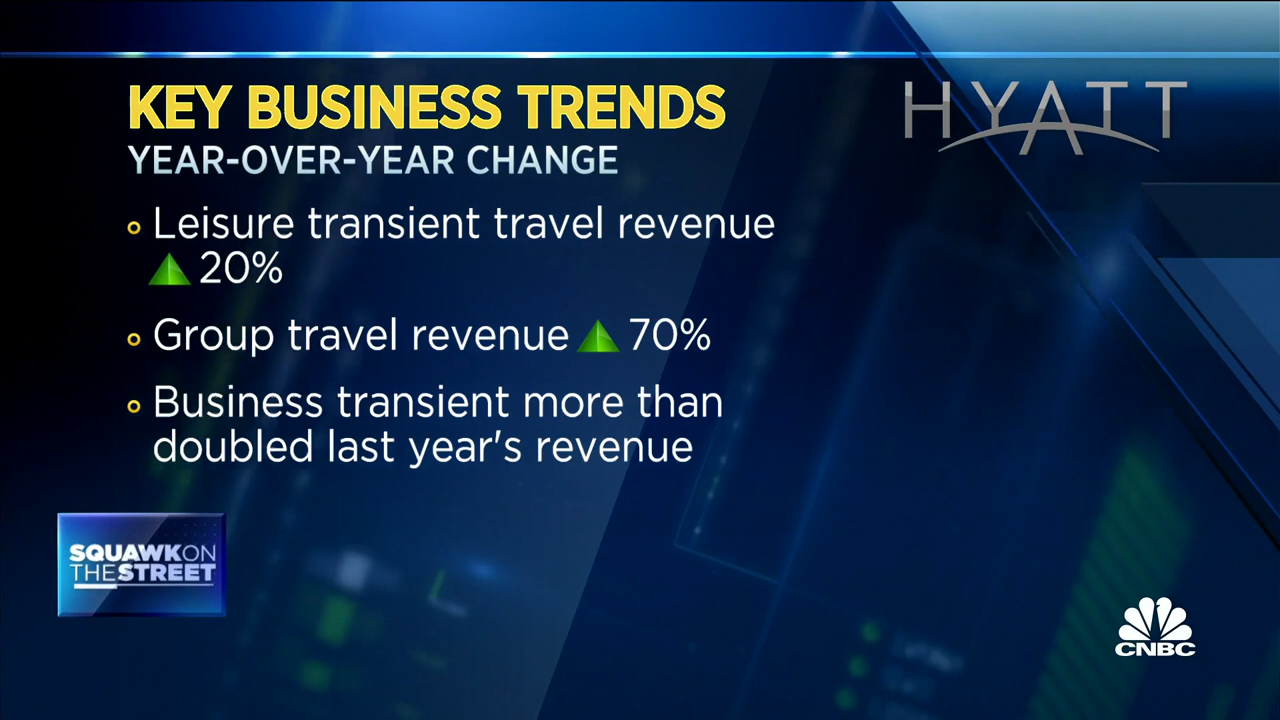 KEY BUSINESS TRENDS
HYATT
YEAR-OVER-YEAR CHANGE
Leisure transient travel revenue
20%
Group travel revenue 70%
Business transient more than
doubled last year's revenue
SQUAWK ON
THE STREET
CNBC